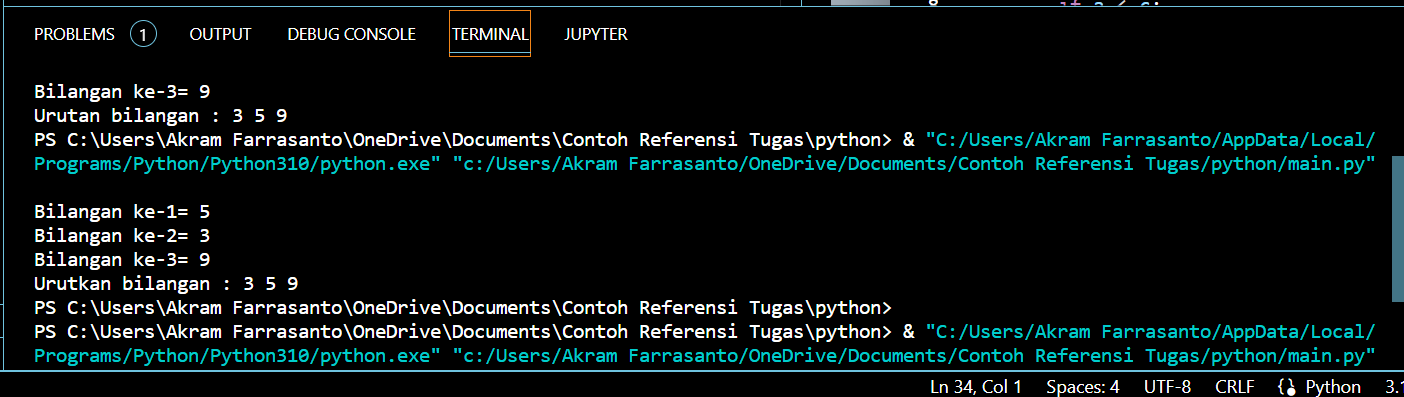 PROBLEMS 1 OUTPUT DEBUG CONSOLE TERMINAL JUPYTER
Bilangan ke-3= 9
Urutan bilangan : 3 5 9
PS C:\Users\Akram Farrasanto\OneDrive\Documents\Contoh Referensi Tugas\python> & "C:/Users/Akram Farrasanto/AppData/Local/
Programs/Python/Python310/python.exe" "c:/Users/Akram Farrasanto/OneDrive/Documents/Contoh Referensi Tugas/python/main.py"
Bilangan ke-1= 5
Bilangan ke-2= 3
Bilangan ke-3= 9
Urutkan bilangan : 3 5 9
PS C:\Users\Akram Farrasanto\OneDrive\Documents\Contoh Referensi Tugas\python>
PS C:\Users\Akram Farrasanto\OneDrive\Documents\Contoh Referensi Tugas\python> & "C:/Users/Akram Farrasanto/AppData/Local/
Programs/Python/Python310/python.exe" "c:/Users/Akram Farrasanto/OneDrive/Documents/Contoh Referensi Tugas/python/main.py"
Ln 34, Col 1 Spaces: 4 UTF-8 CRLF Python